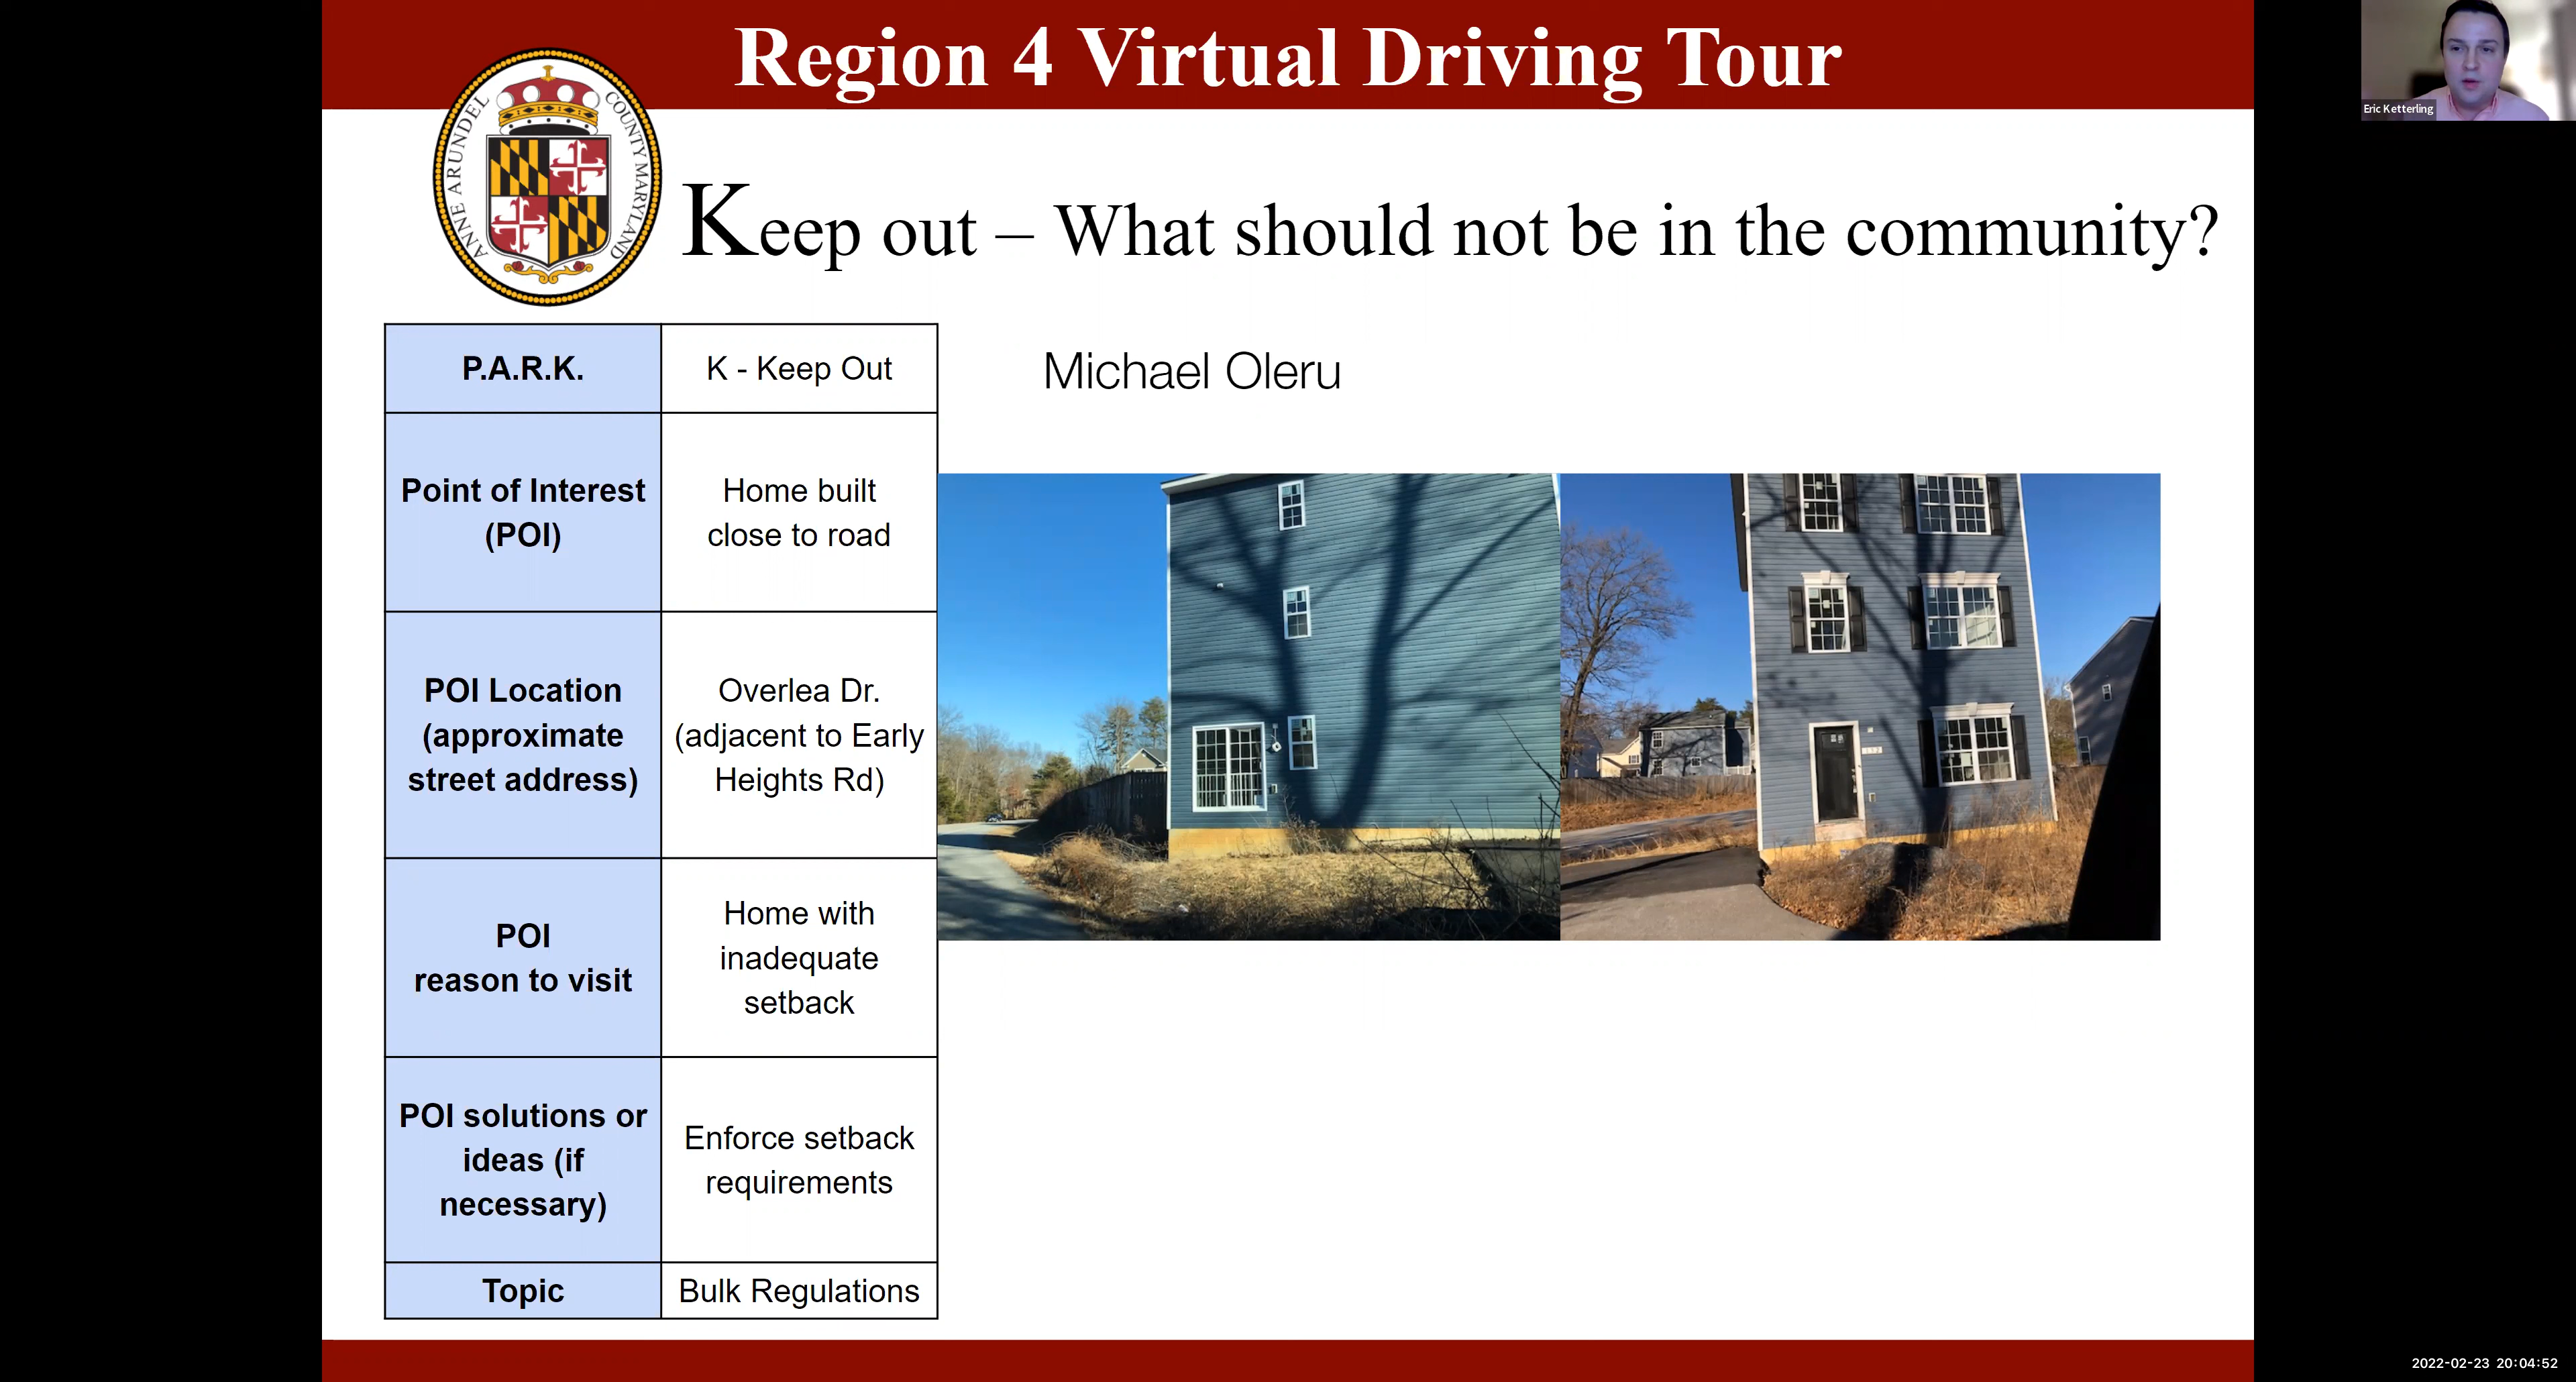 Region 4 Virtual Driving Tour
Eric Ketterling
ANNE ARUNDEL COUNTY MARYLAND
Keep out – What should not be in the community?
Michael Oleru
P.A.R.K.
K - Keep Out
Point of Interest
(POI)
Home built
close to road
POI Location
(approximate
street address)
Overlea Dr.
(adjacent to Early
Heights Rd)
POI
reason to visit
Home with
inadequate
setback
POI solutions or
ideas (if
necessary)
Enforce setback
requirements
Topic
Bulk Regulations
2022-02-23 20:04:52